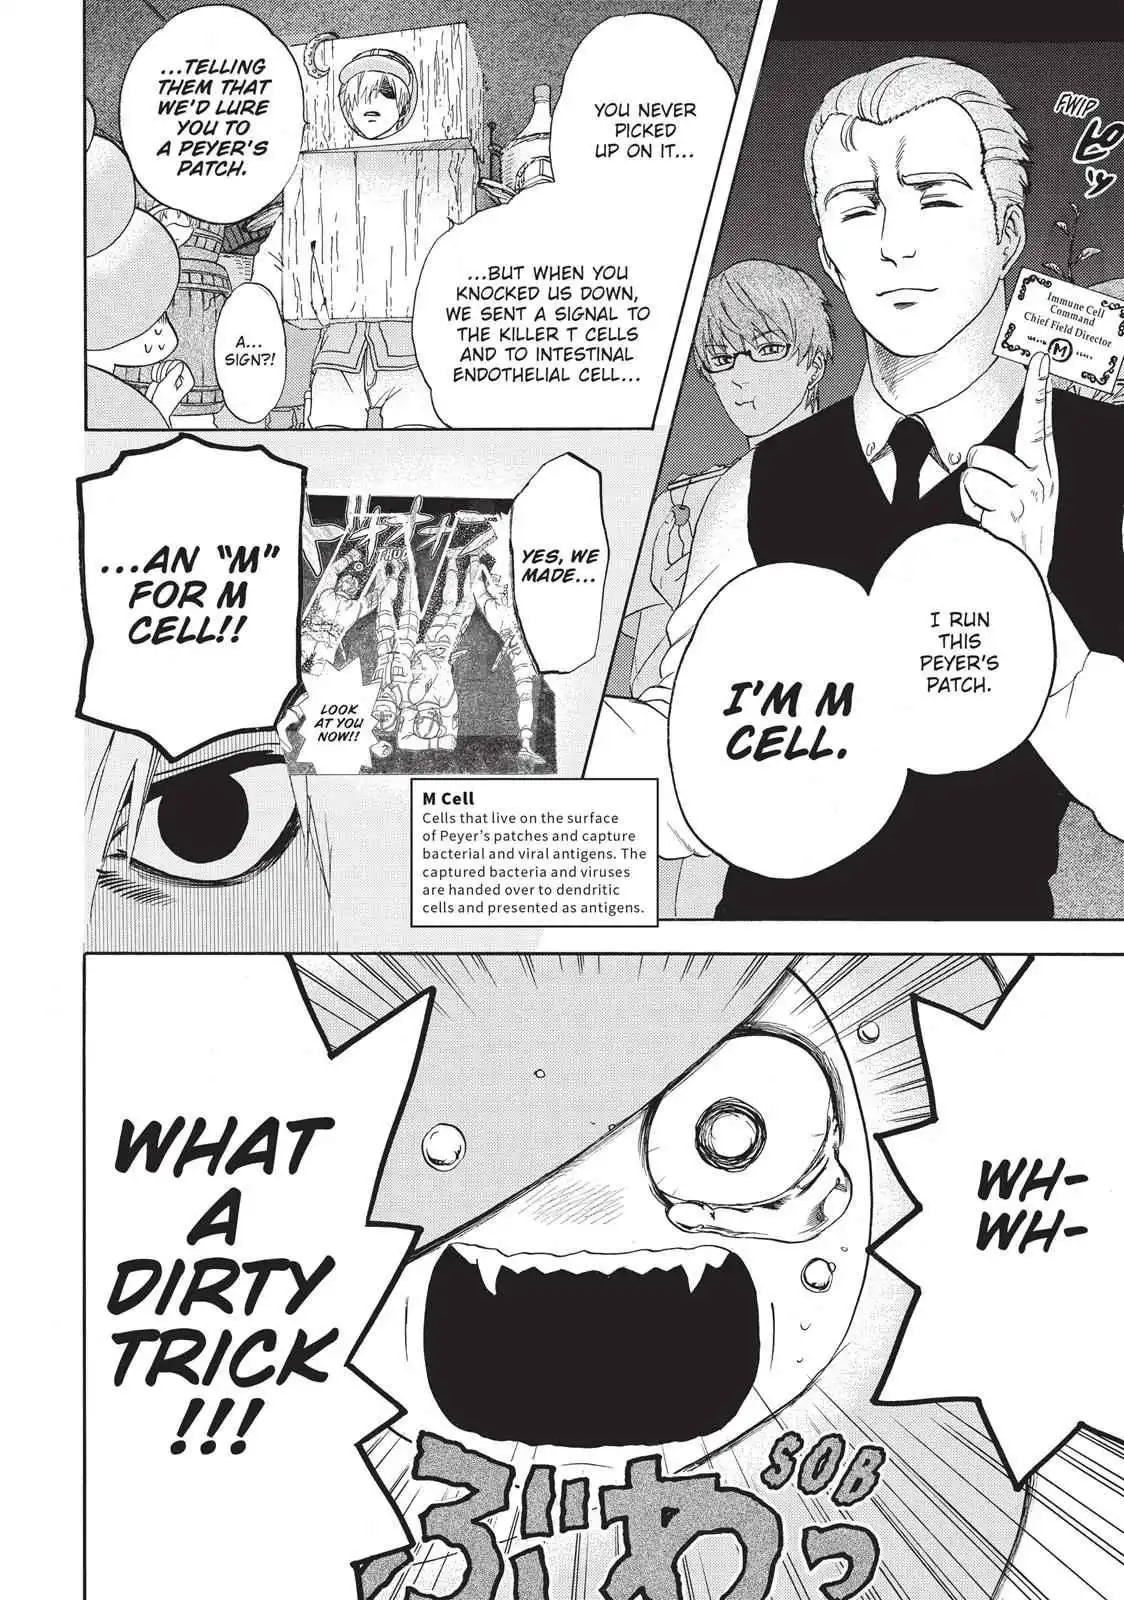 FWIP
ピッ
Immune Cell
Command
Chief Field Director
M
I RUN
THIS
PEYER'S
PATCH.
I'M M
CELL.
YOU NEVER
PICKED
UP ON IT...
...BUT WHEN YOU
KNOCKED US DOWN,
WE SENT A SIGNAL TO
THE KILLER T CELLS
AND TO INTESTINAL
ENDOTHELIAL CELL...
...TELLING
THEM THAT
WE'D LURE
YOU TO
A PEYER'S
PATCH.
A...
SIGN?!
YES, WE
MADE...
LOOK
AT YOU
NOW!!
...AN "M"
FOR M
CELL!!
M Cell
Cells that live on the surface
of Peyer's patches and capture
bacterial and viral antigens. The
captured bacteria and viruses
are handed over to dendritic
cells and presented as antigens.
WH-
WH-
WHAT
A
DIRTY
TRICK
!!!
SOB
ぶわっ